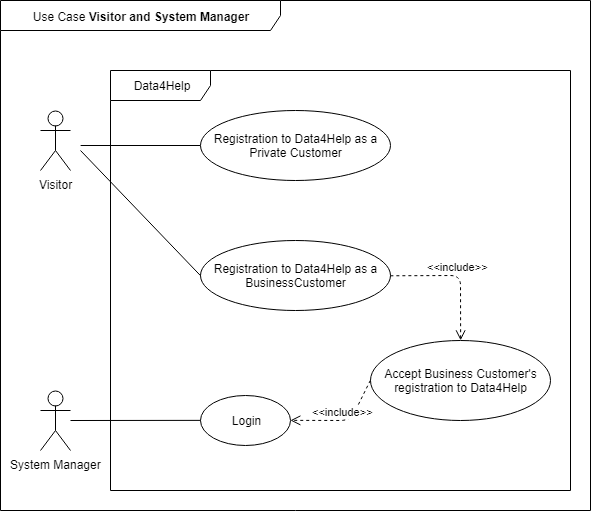 Use Case Visitor and System Manager
Data4Help
Registration to Data4Help as a
Private Customer
Visitor
Registration to Data4Help as a
BusinessCustomer
<<include>>
Accept Business Customer's
registration to Data4Help
<<include>>
Login
System Manager